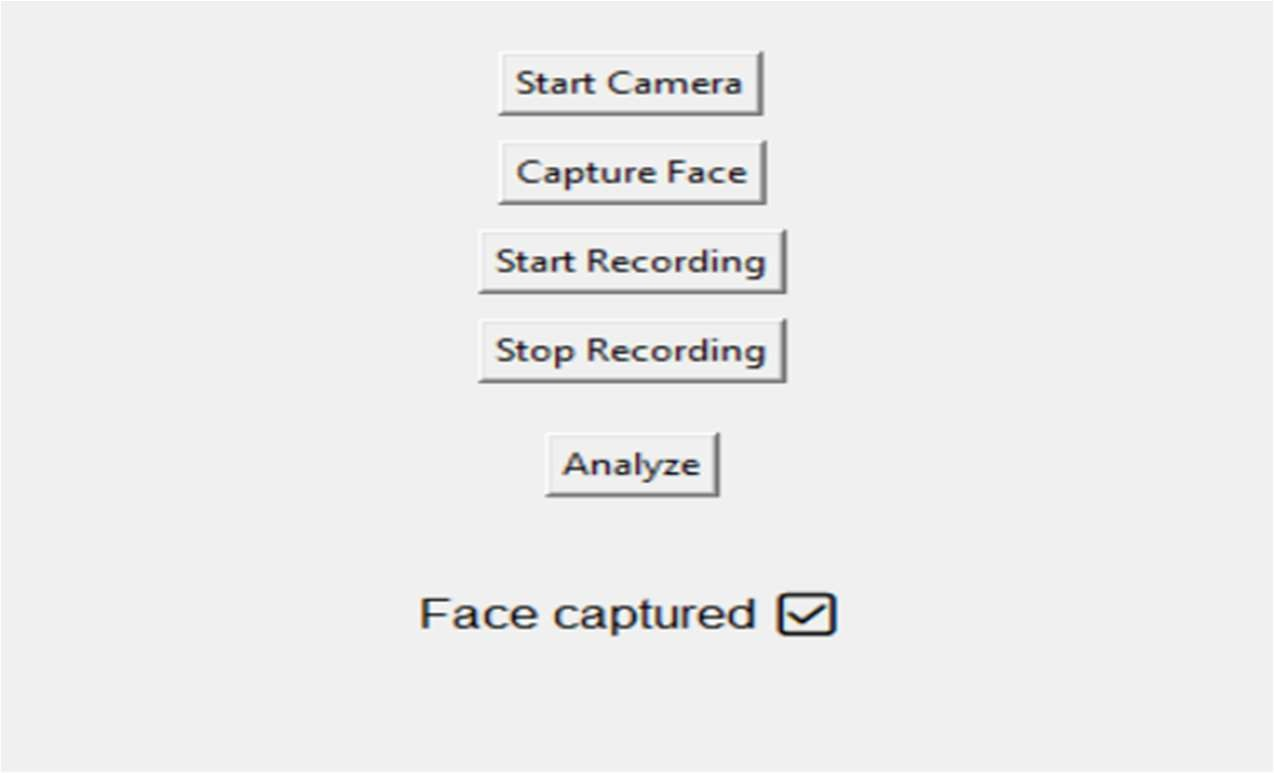 Start Camera
Capture Face
Start Recording
Stop Recording
Analyze
Face captured ☑